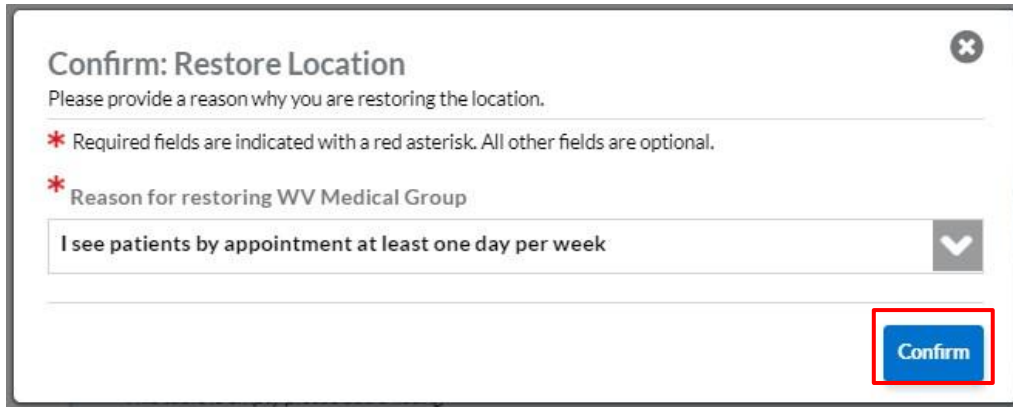 Confirm: Restore Location
Please provide a reason why you are restoring the location.
* Required fields are indicated with a red asterisk. All other fields are optional.
* Reason for restoring WV Medical Group
I see patients by appointment at least one day per week
Confirm